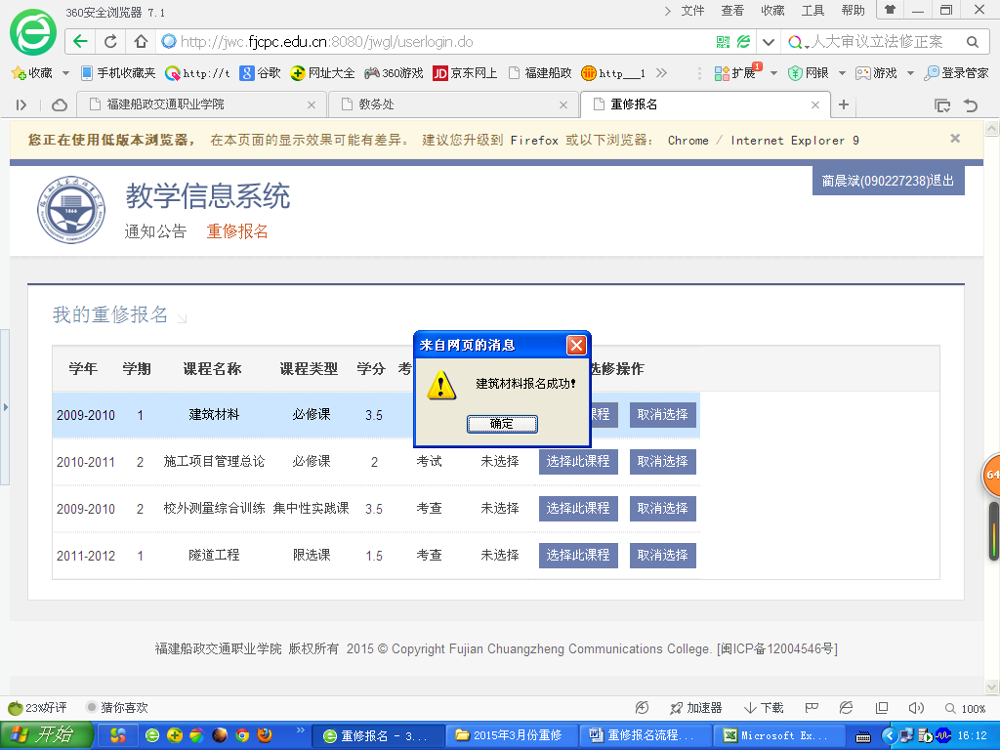 360安全浏览器 7.1
文件 查看 收藏 工具 帮助
http://jwc.fjcpc.edu.cn:8080/jwgl/userlogin.do
人大审议立法修正案
收藏 手机收藏夹 http://t 谷歌 网址大全 360游戏 京东网上 福建船政 http___1 扩展 1 网银 游戏 登录管家
福建船政交通职业学院 教务处 重修报名
您正在使用低版本浏览器， 在本页面的显示效果可能有差异。 建议您升级到 Firefox 或以下浏览器： Chrome / Internet Explorer 9
教学信息系统
蔺晨斌(090227238)退出
1866
通知公告 重修报名
我的重修报名
来自网页的消息
建筑材料报名成功!
确定
学年 学期 课程名称 课程类型 学分 考 选修操作
2009-2010 1 建筑材料 必修课 3.5 课程 取消选择
2010-2011 2 施工项目管理总论 必修课 2 考试 未选择 选择此课程 取消选择
2009-2010 2 校外测量综合训练 集中性实践课 3.5 考查 未选择 选择此课程 取消选择
2011-2012 1 隧道工程 限选课 1.5 考查 未选择 选择此课程 取消选择
64
福建船政交通职业学院 版权所有 2015 © Copyright Fujian Chuangzheng Communications College. [闽ICP备12004546号]
23%好评 猜你喜欢 加速器 下载 100%
开始 重修报名 - 3... 2015年3月份重修 重修报名流程... Microsoft Ex... 16:12